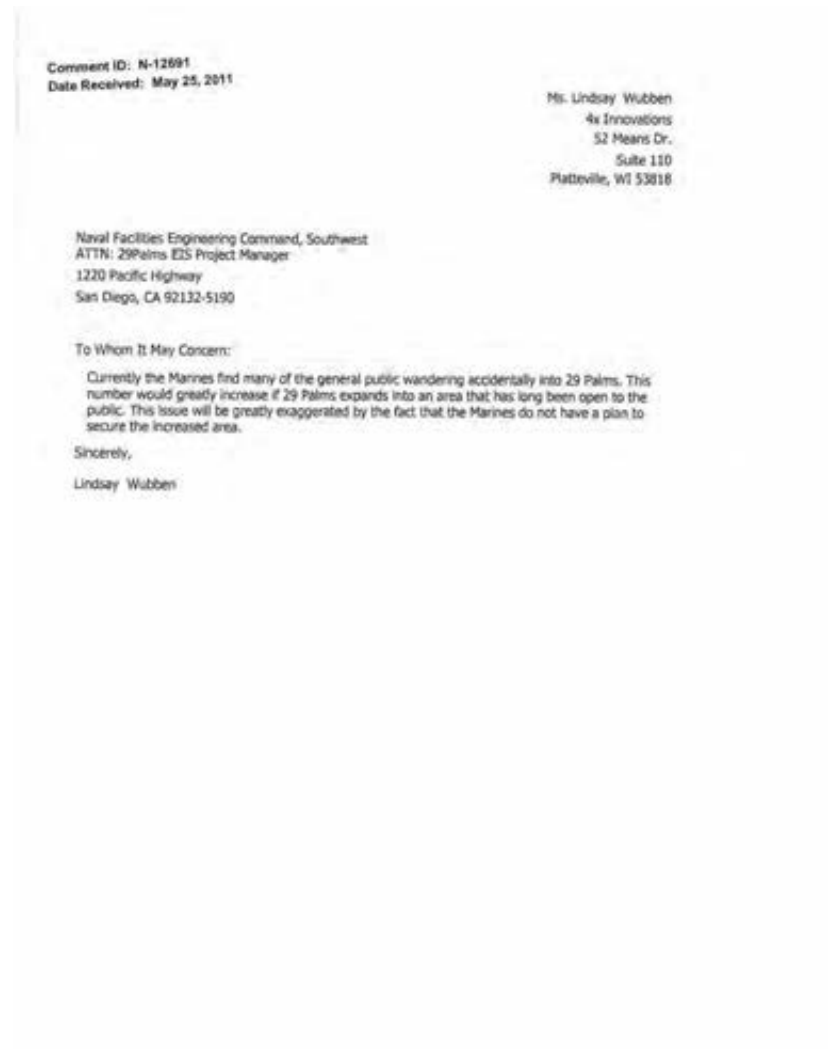 Comment ID: N-12691
Date Received: May 25, 2011
Ms. Lindsay Wubben
4x Innovations
52 Means Dr.
Suite 110
Platteville, WI 53818
Naval Facilities Engineering Command, Southwest
ATTN: 29Palms EIS Project Manager
1220 Pacific Highway
San Diego, CA 92132-5190
To Whom It May Concern:
Currently the Marines find many of the general public wandering accidentally into 29 Palms. This
number would greatly increase if 29 Palms expands into an area that has long been open to the
public. This issue will be greatly exaggerated by the fact that the Marines do not have a plan to
secure the increased area.
Sincerely,
Lindsay Wubben